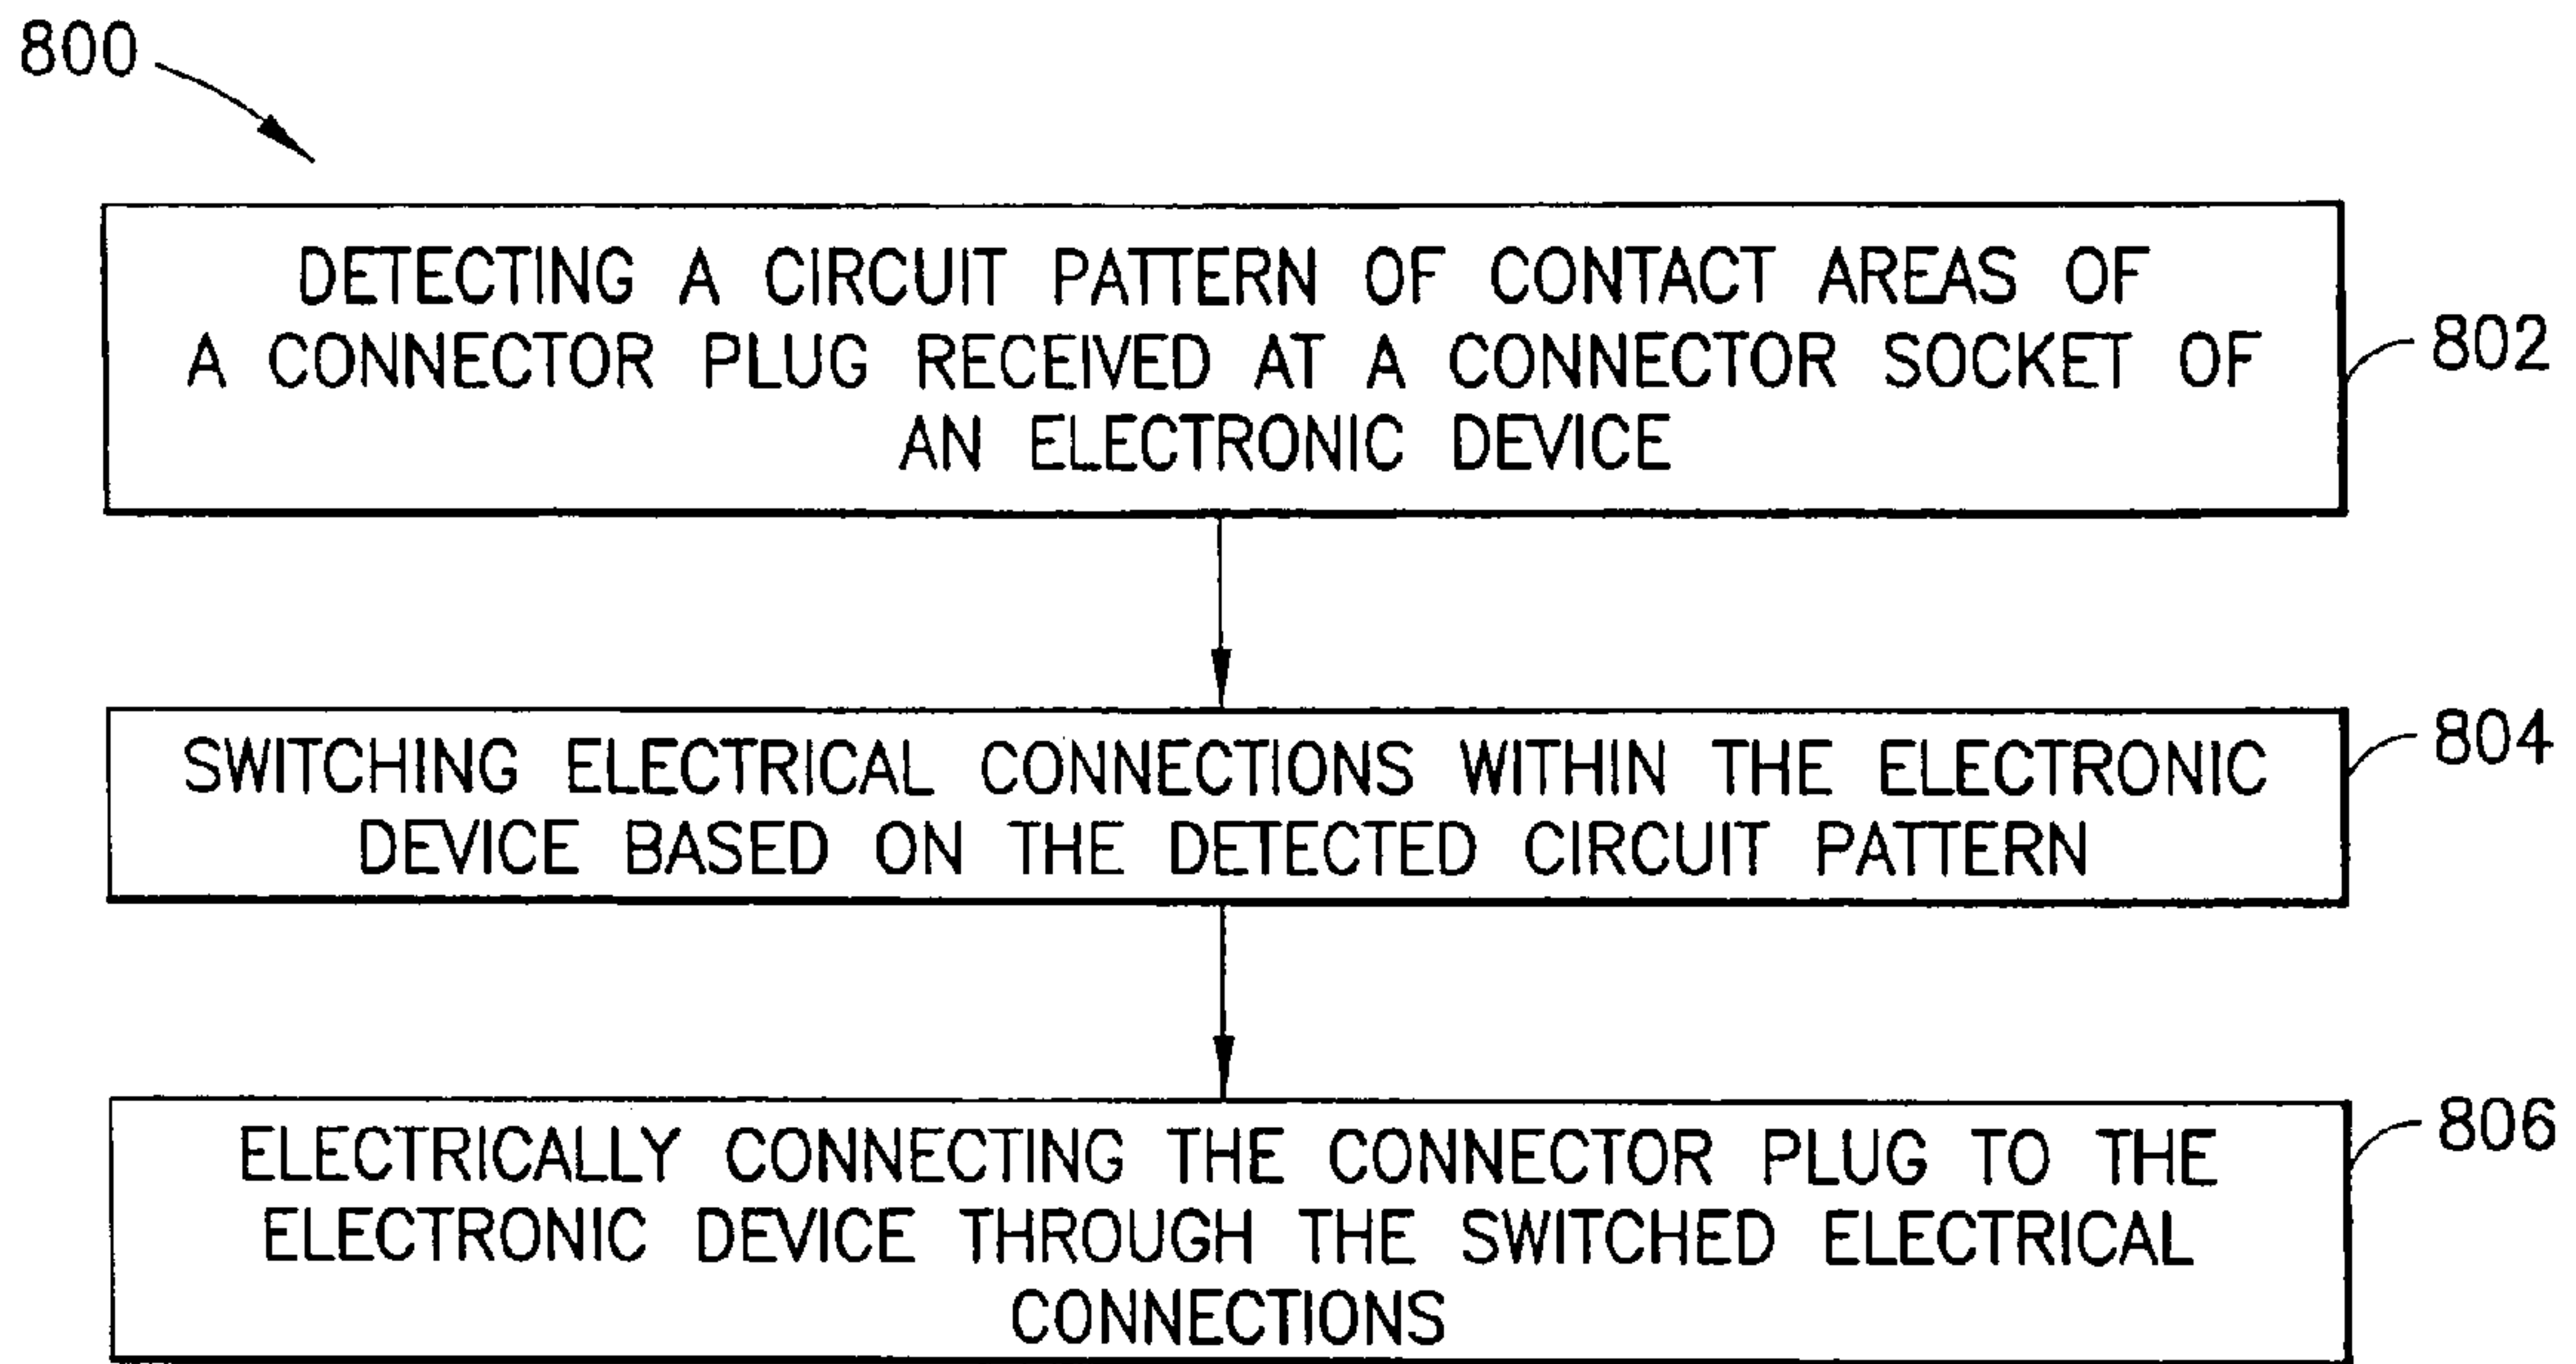 800
DETECTING A CIRCUIT PATTERN OF CONTACT AREAS OF
A CONNECTOR PLUG RECEIVED AT A CONNECTOR SOCKET OF
AN ELECTRONIC DEVICE
802
SWITCHING ELECTRICAL CONNECTIONS WITHIN THE ELECTRONIC
DEVICE BASED ON THE DETECTED CIRCUIT PATTERN
804
ELECTRICALLY CONNECTING THE CONNECTOR PLUG TO THE
ELECTRONIC DEVICE THROUGH THE SWITCHED ELECTRICAL
CONNECTIONS
806